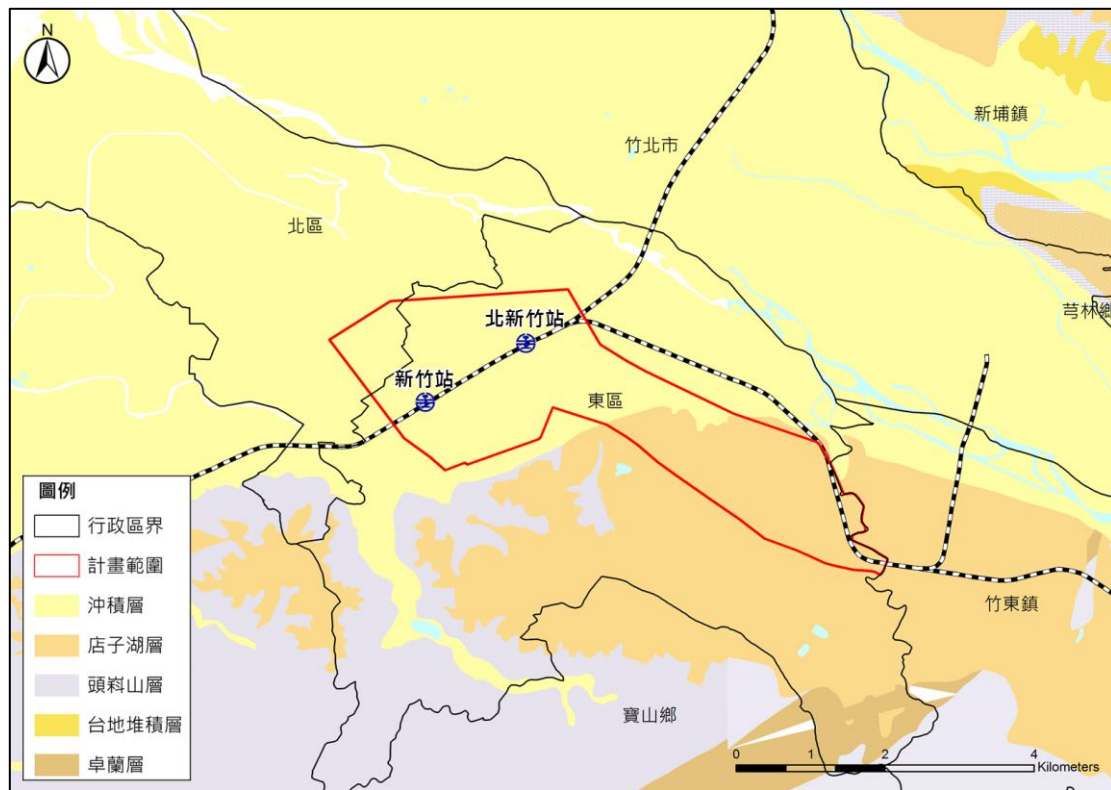 N
新埔鎮
竹北市
北區
芎林鄉
北新竹站
新竹站
東區
圖例
行政區界
計畫範圍
沖積層
店子湖層
頭嵙山層
台地堆積層
卓蘭層
竹東鎮
寶山鄉
0 1 2 4
Kilometers